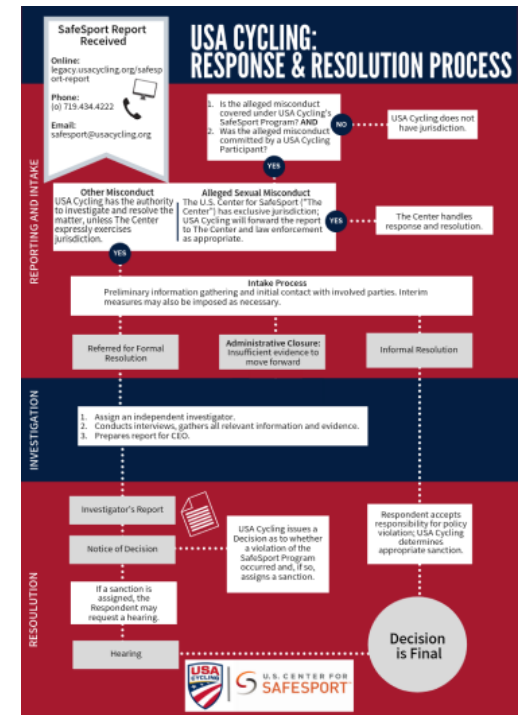 SafeSport Report
Received
Online:
legacy.usacycling.org/safesp
ort-report
Phone:
(o) 719.434.4222
Email:
safesport@usacycling.org
USA CYCLING:
RESPONSE & RESOLUTION PROCESS
REPORTING AND INTAKE
1. Is the alleged misconduct
covered under USA Cycling's
SafeSport Program? AND
2. Was the alleged misconduct
committed by a USA Cycling
Participant?
NO
USA Cycling does not
have jurisdiction.
YES
Other Misconduct
USA Cycling has the authority
to investigate and resolve the
matter, unless The Center
expressly exercises
jurisdiction.
Alleged Sexual Misconduct
The U.S. Center for SafeSport ("The
Center") has exclusive jurisdiction;
USA Cycling will forward the report
to The Center and law enforcement
as appropriate.
YES
The Center handles
response and resolution.
YES
Intake Process
Preliminary information gathering and initial contact with involved parties. Interim
measures may also be imposed as necessary.
Referred for Formal
Resolution
Administrative Closure:
Insufficient evidence to
move forward
Informal Resolution
INVESTIGATION
1. Assign an independent investigator.
2. Conducts interviews, gathers all relevant information and evidence.
3. Prepares report for CEO.
RESOULUTION
Investigator's Report
Notice of Decision
USA Cycling issues a
Decision as to whether
a violation of the
SafeSport Program
occurred and, if so,
assigns a sanction.
Respondent accepts
responsibility for policy
violation; USA Cycling
determines
appropriate sanction.
If a sanction is
assigned, the
Respondent may
request a hearing.
Hearing
Decision
is Final
USA
CYCLING
U.S. CENTER FOR
SAFESPORT